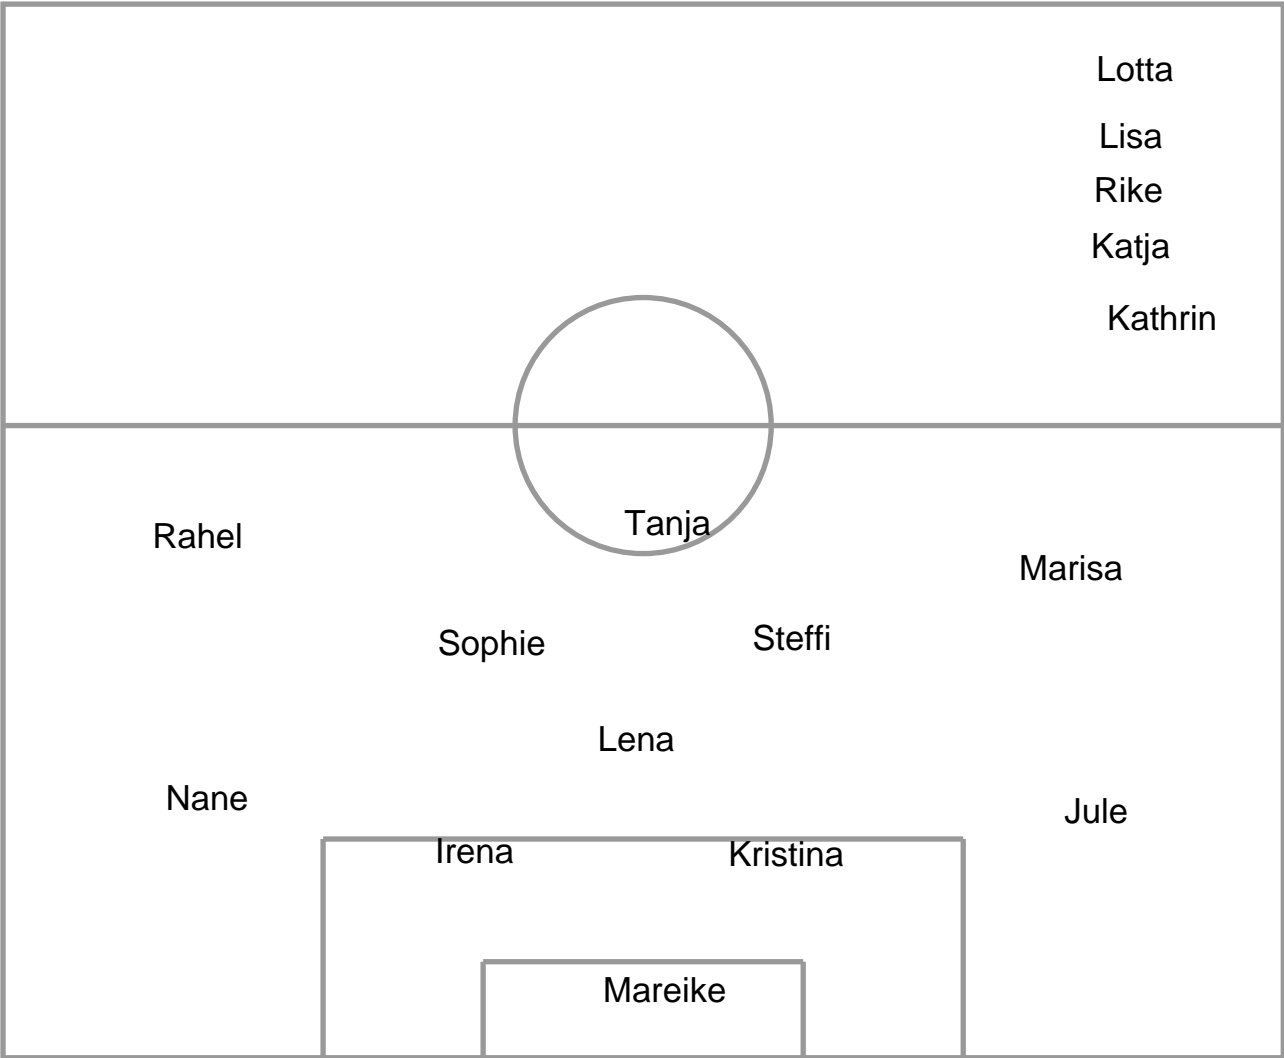 Lotta
Lisa
Rike
Katja
Kathrin
Rahel
Tanja
Marisa
Sophie
Steffi
Lena
Nane
Jule
Irena
Kristina
Mareike